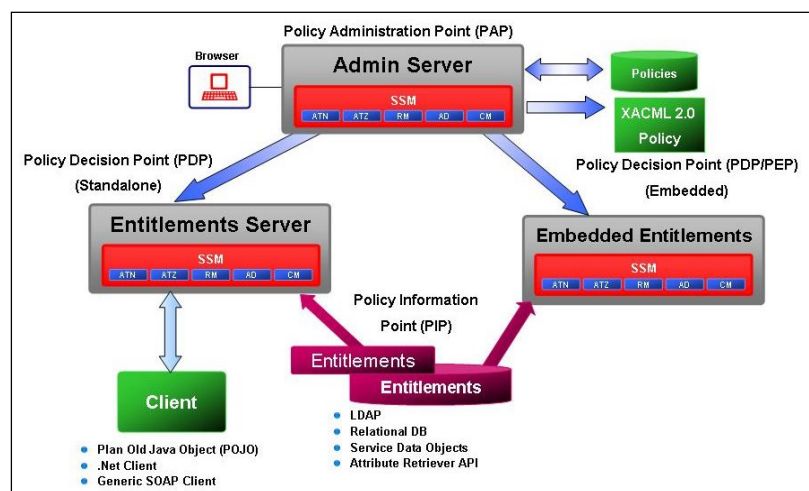 Policy Administration Point (PAP)
Browser
Admin Server
SSM
ATN ATZ RM AD CM
Policies
XACML 2.0
Policy
Policy Decision Point (PDP)
(Standalone)
Policy Decision Point (PDP/PEP)
(Embedded)
Entitlements Server
SSM
ATN ATZ RM AD CM
Embedded Entitlements
SSM
ATN ATZ RM AD CM
Policy Information
Point (PIP)
Entitlements
Entitlements
Client
LDAP
Relational DB
Service Data Objects
Attribute Retriever API
Plan Old Java Object (POJO)
.Net Client
Generic SOAP Client